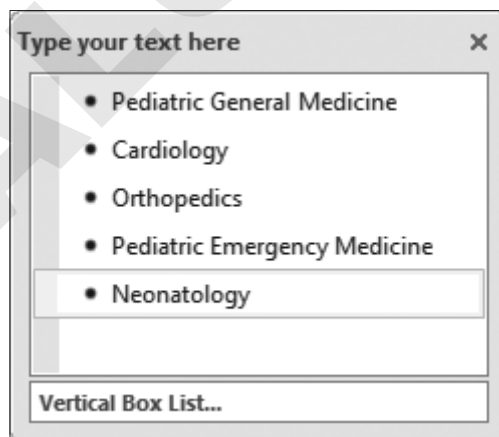 Type your text here
• Pediatric General Medicine
• Cardiology
• Orthopedics
• Pediatric Emergency Medicine
• Neonatology
Vertical Box List...